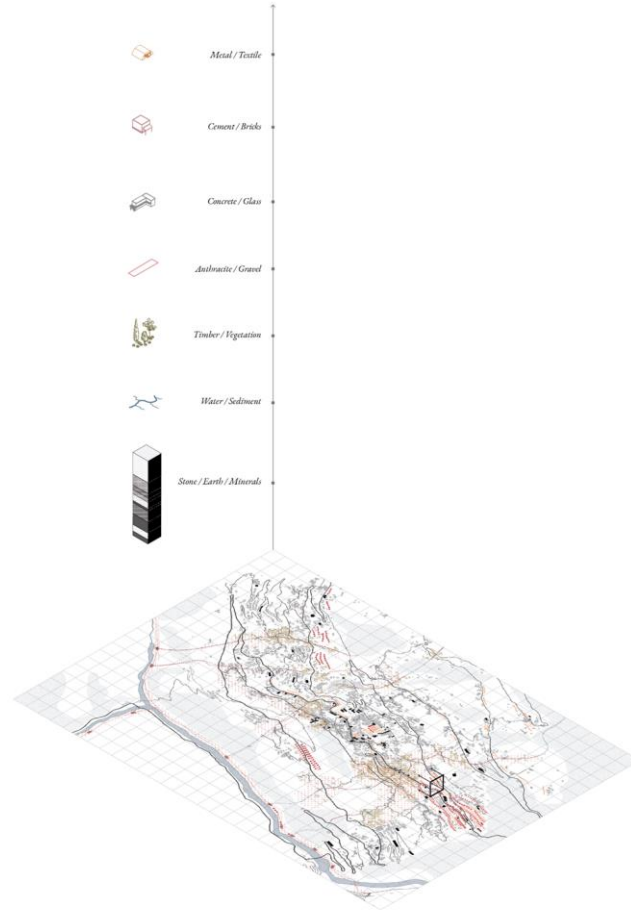 Metal / Textile
Cement / Bricks
Concrete / Glass
Anthracite / Gravel
Timber / Vegetation
Water / Sediment
Stone / Earth / Minerals